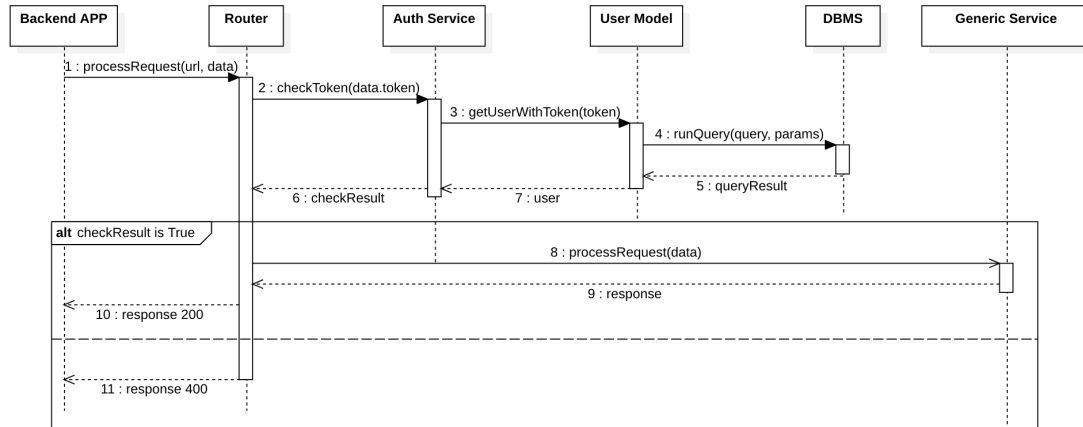 Backend APP
Router
Auth Service
User Model
DBMS
Generic Service
1 : processRequest(url, data)
2 : checkToken(data.token)
3 : getUserWithToken(token)
4 : runQuery(query, params)
5 : queryResult
6 : checkResult
7 : user
alt checkResult is True
8 : processRequest(data)
9 : response
10 : response 200
11 : response 400